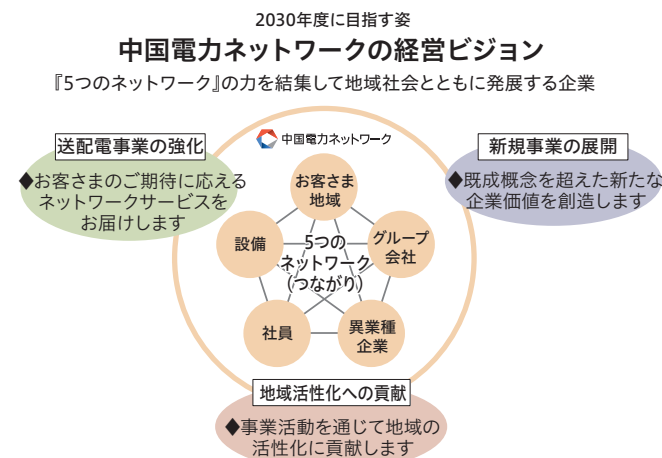 2030年度に目指す姿
中国電力ネットワークの経営ビジョン
『5つのネットワーク』の力を結集して地域社会とともに発展する企業
中国電力ネットワーク
送配電事業の強化
◆お客さまのご期待に応える
ネットワークサービスを
お届けします
新規事業の展開
◆既成概念を超えた新たな
企業価値を創造します
お客さま
地域
設備
5つの
ネットワーク
(つながり)
グループ
会社
社員
異業種
企業
地域活性化への貢献
◆事業活動を通じて地域の
活性化に貢献します